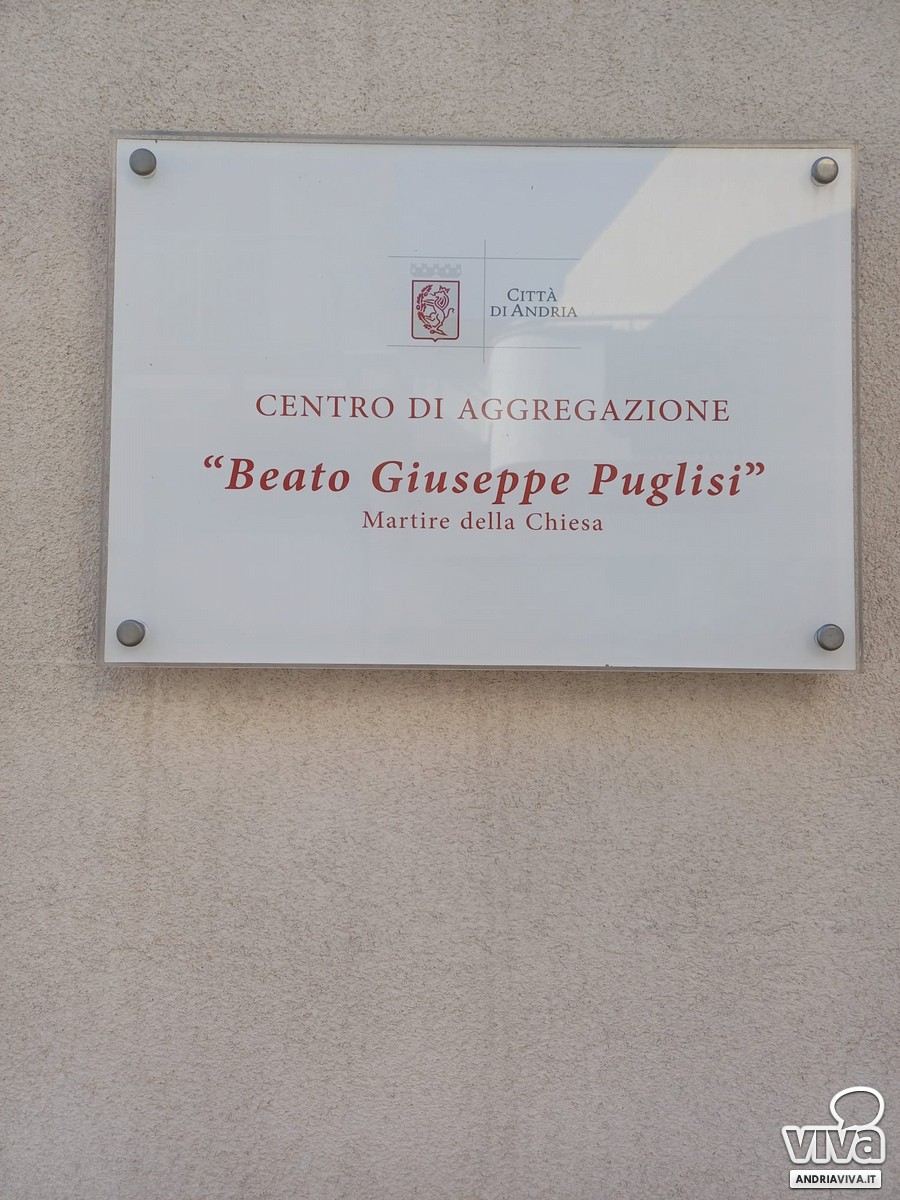 CITTÀ
DI ANDRIA
CENTRO DI AGGREGAZIONE
“Beato Giuseppe Puglisi”
Martire della Chiesa
viva
ANDRIAVIVA.IT